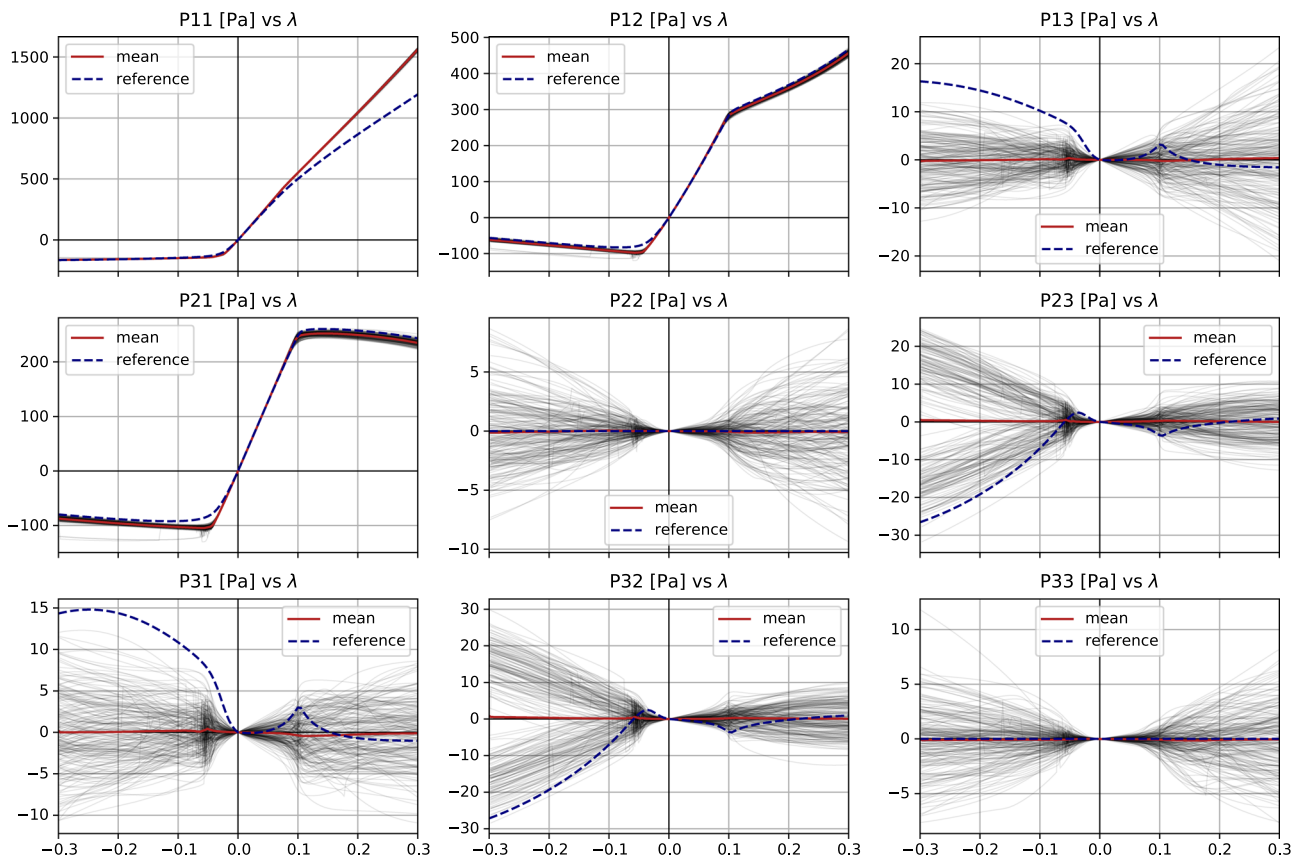 P11 [Pa] vs λ
P12 [Pa] vs λ
P13 [Pa] vs λ
1500
1000
500
0
mean
reference
500
400
300
200
100
0
−100
mean
reference
20
10
0
−10
−20
mean
reference
P21 [Pa] vs λ
P22 [Pa] vs λ
P23 [Pa] vs λ
200
100
0
−100
mean
reference
5
0
−5
−10
mean
reference
20
10
0
−10
−20
−30
mean
reference
P31 [Pa] vs λ
P32 [Pa] vs λ
P33 [Pa] vs λ
15
10
5
0
−5
−10
mean
reference
30
20
10
0
−10
−20
−30
mean
reference
10
5
0
−5
mean
reference
−0.3 −0.2 −0.1 0.0 0.1 0.2 0.3
−0.3 −0.2 −0.1 0.0 0.1 0.2 0.3
−0.3 −0.2 −0.1 0.0 0.1 0.2 0.3